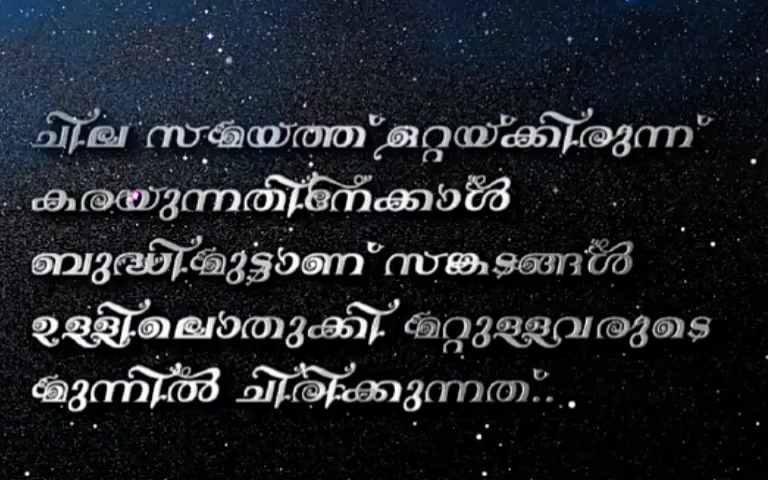 ചില സമയത്ത് ഒറ്റയ്ക്കിരുന്ന്
കരയുന്നതിനേക്കാൾ
ബുദ്ധിമുട്ടാണ് സങ്കടങ്ങൾ
ഉള്ളിലൊതുക്കി മറ്റുള്ളവരുടെ
മുന്നിൽ ചിരിക്കുന്നത്...